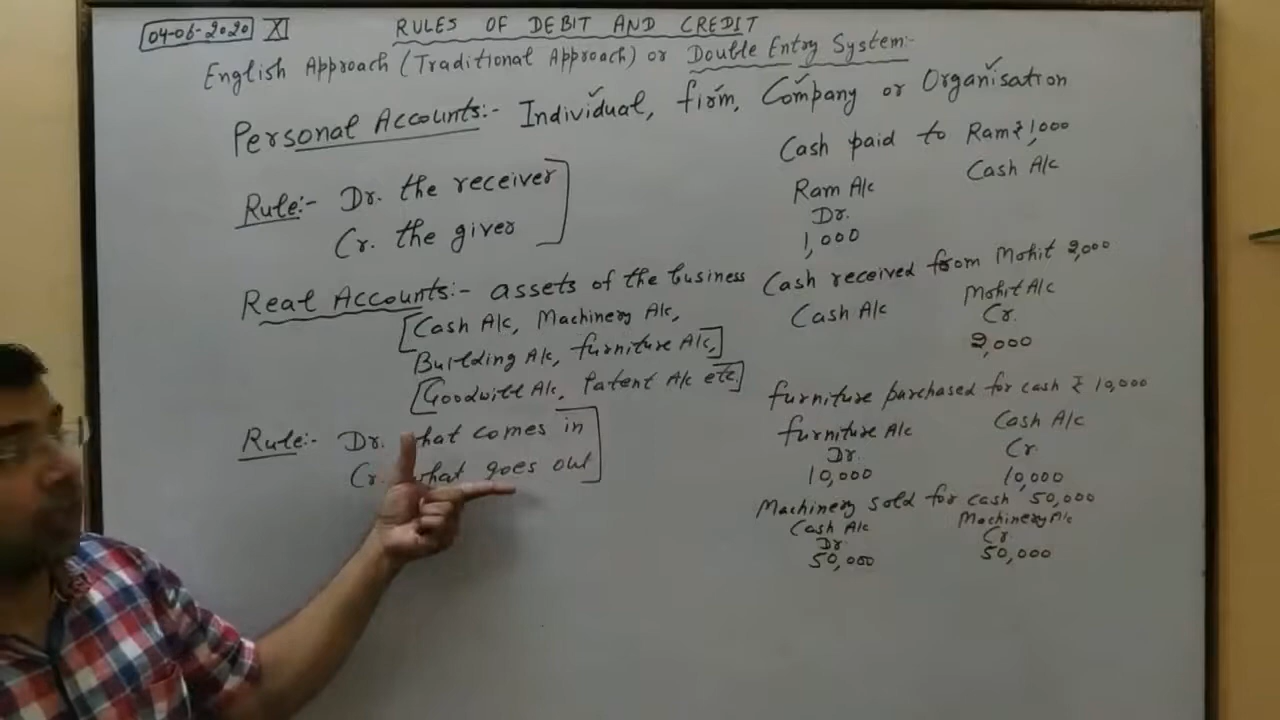 04-06-2020 XI
RULES OF DEBIT AND CREDIT
English Approach (Traditional Approach) or Double Entry System:-
Personal Accounts:- Individual, firm, Company or Organisation
Rule:- Dr. the receiver
Cr. the giver
Real Accounts:- assets of the business
[Cash A/c, Machinery A/c,
Building A/c, furniture A/c,]
[Goodwill A/c, Patent A/c etc.]
Rule:- Dr. what comes in
Cr. what goes out
Cash paid to Ram ₹ 1,000
Ram A/c Cash A/c
Dr.
1,000
Cash received from Mohit 2,000
Cash A/c Mohit A/c
Cr.
2,000
furniture purchased for cash ₹ 10,000
furniture A/c Cash A/c
Dr. Cr.
10,000 10,000
Machinery sold for cash 50,000
Cash A/c Machinery A/c
Dr. Cr.
50,000 50,000